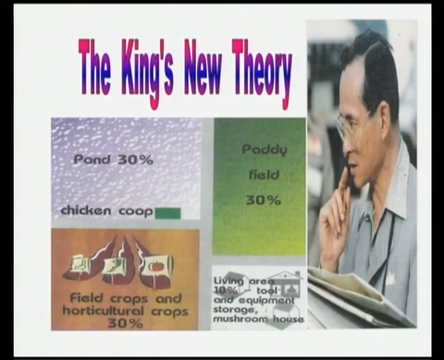 The King's New Theory
Pond 30%
chicken coop
Paddy
field
30%
Field crops and
horticultural crops
30%
Living area
10% - tool
and equipment
storage,
mushroom house